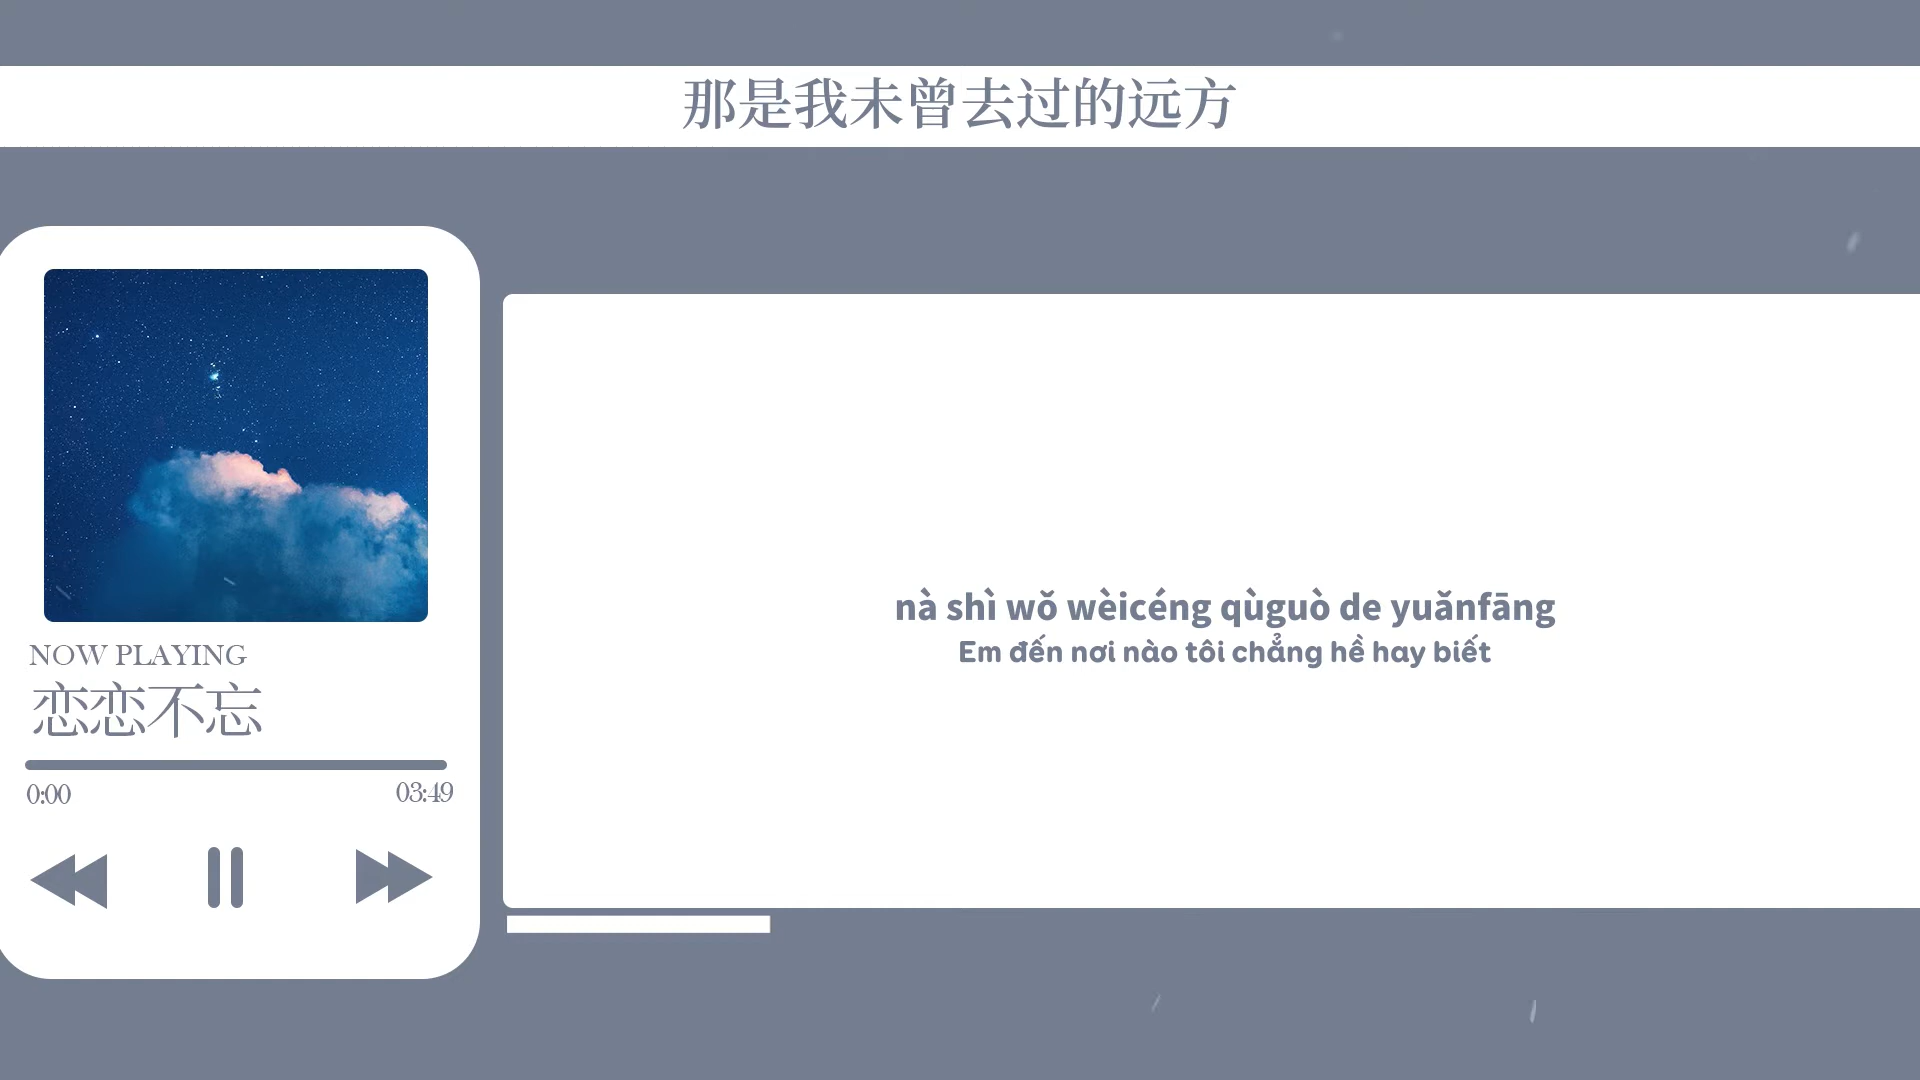 那是我未曾去过的远方
NOW PLAYING
恋恋不忘
0:00
03:49
nà shì wǒ wèicéng qùguò de yuǎnfāng
Em đến nơi nào tôi chẳng hề hay biết